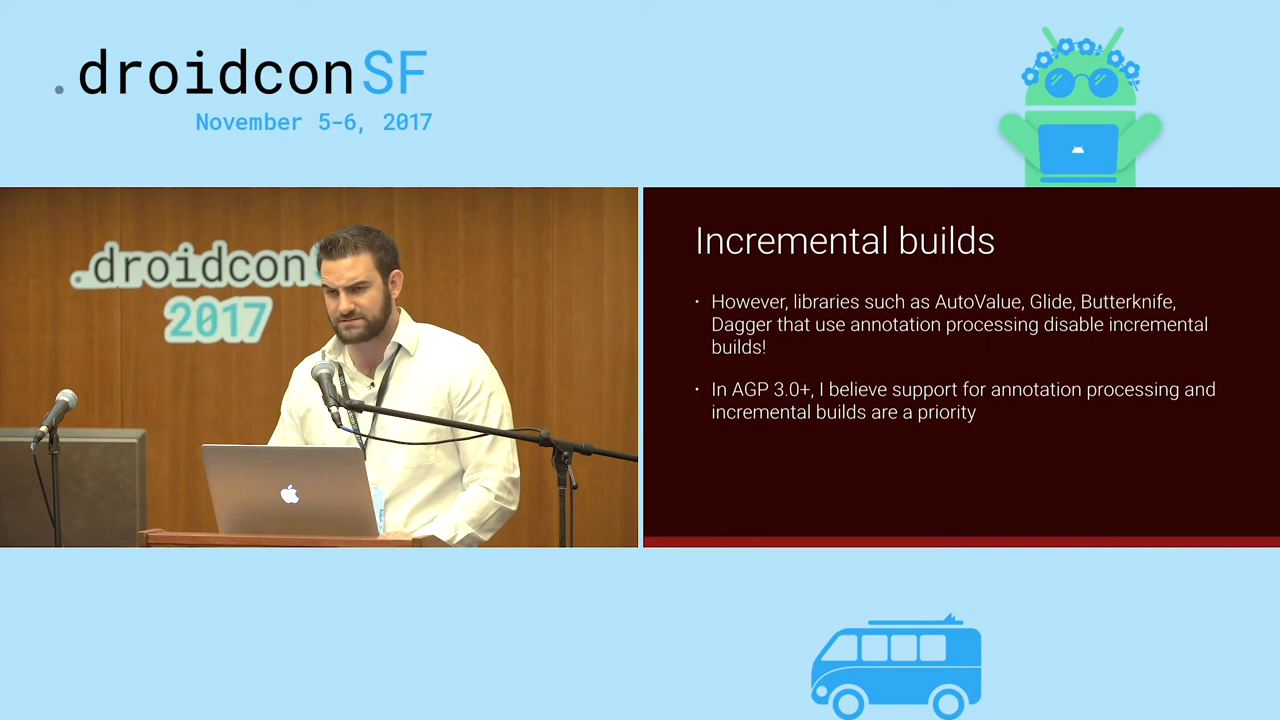 .droidconSF
November 5-6, 2017
.droidcon
2017
Incremental builds
• However, libraries such as AutoValue, Glide, Butterknife,
Dagger that use annotation processing disable incremental
builds!
• In AGP 3.0+, I believe support for annotation processing and
incremental builds are a priority